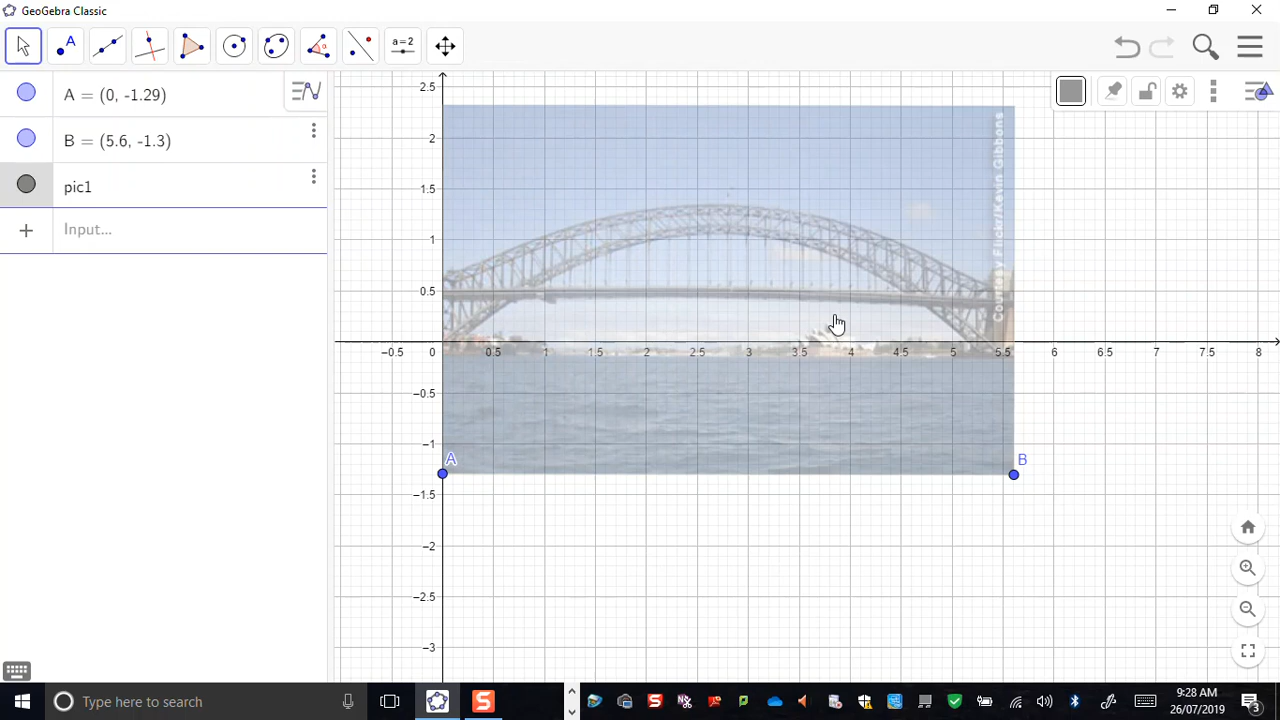 GeoGebra Classic
A
a=2
A = (0, -1.29)
B = (5.6, -1.3)
pic1
Input...
2.5
2
1.5
1
0.5
−0.5
0
0.5
1
1.5
2
2.5
3
3.5
4
4.5
5
5.5
6
6.5
7
7.5
8
−0.5
−1
−1.5
−2
−2.5
−3
A
B
Courtesy Flickr/Kevin Gibbons
Type here to search
9:28 AM
26/07/2019
3